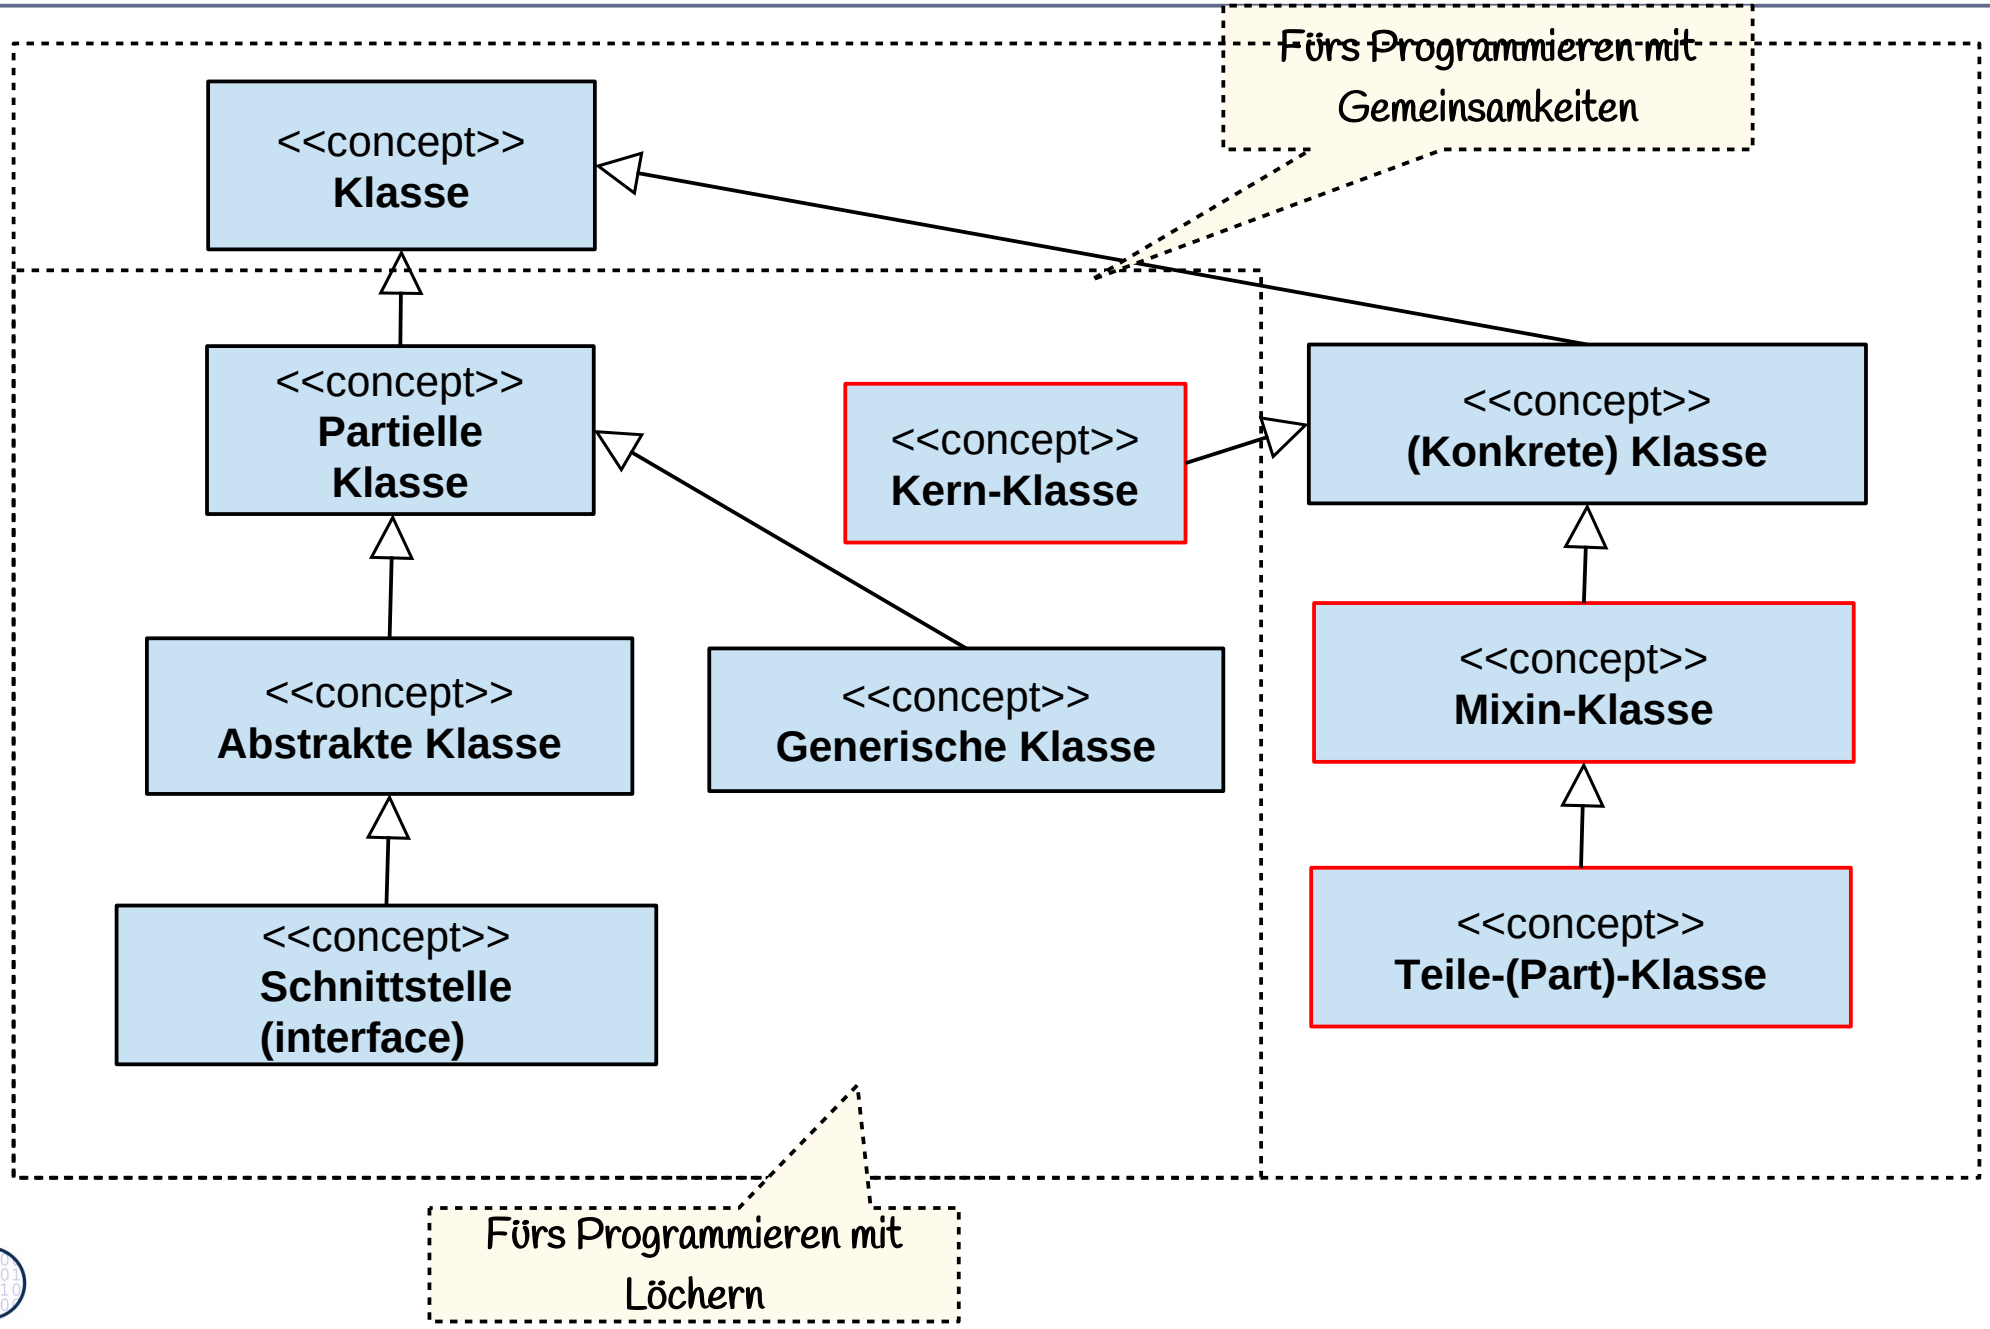 Fürs Programmieren mit
Gemeinsamkeiten
<<concept>>
Klasse
<<concept>>
Partielle
Klasse
<<concept>>
Kern-Klasse
<<concept>>
(Konkrete) Klasse
<<concept>>
Abstrakte Klasse
<<concept>>
Generische Klasse
<<concept>>
Mixin-Klasse
<<concept>>
Schnittstelle
(interface)
<<concept>>
Teile-(Part)-Klasse
Fürs Programmieren mit
Löchern